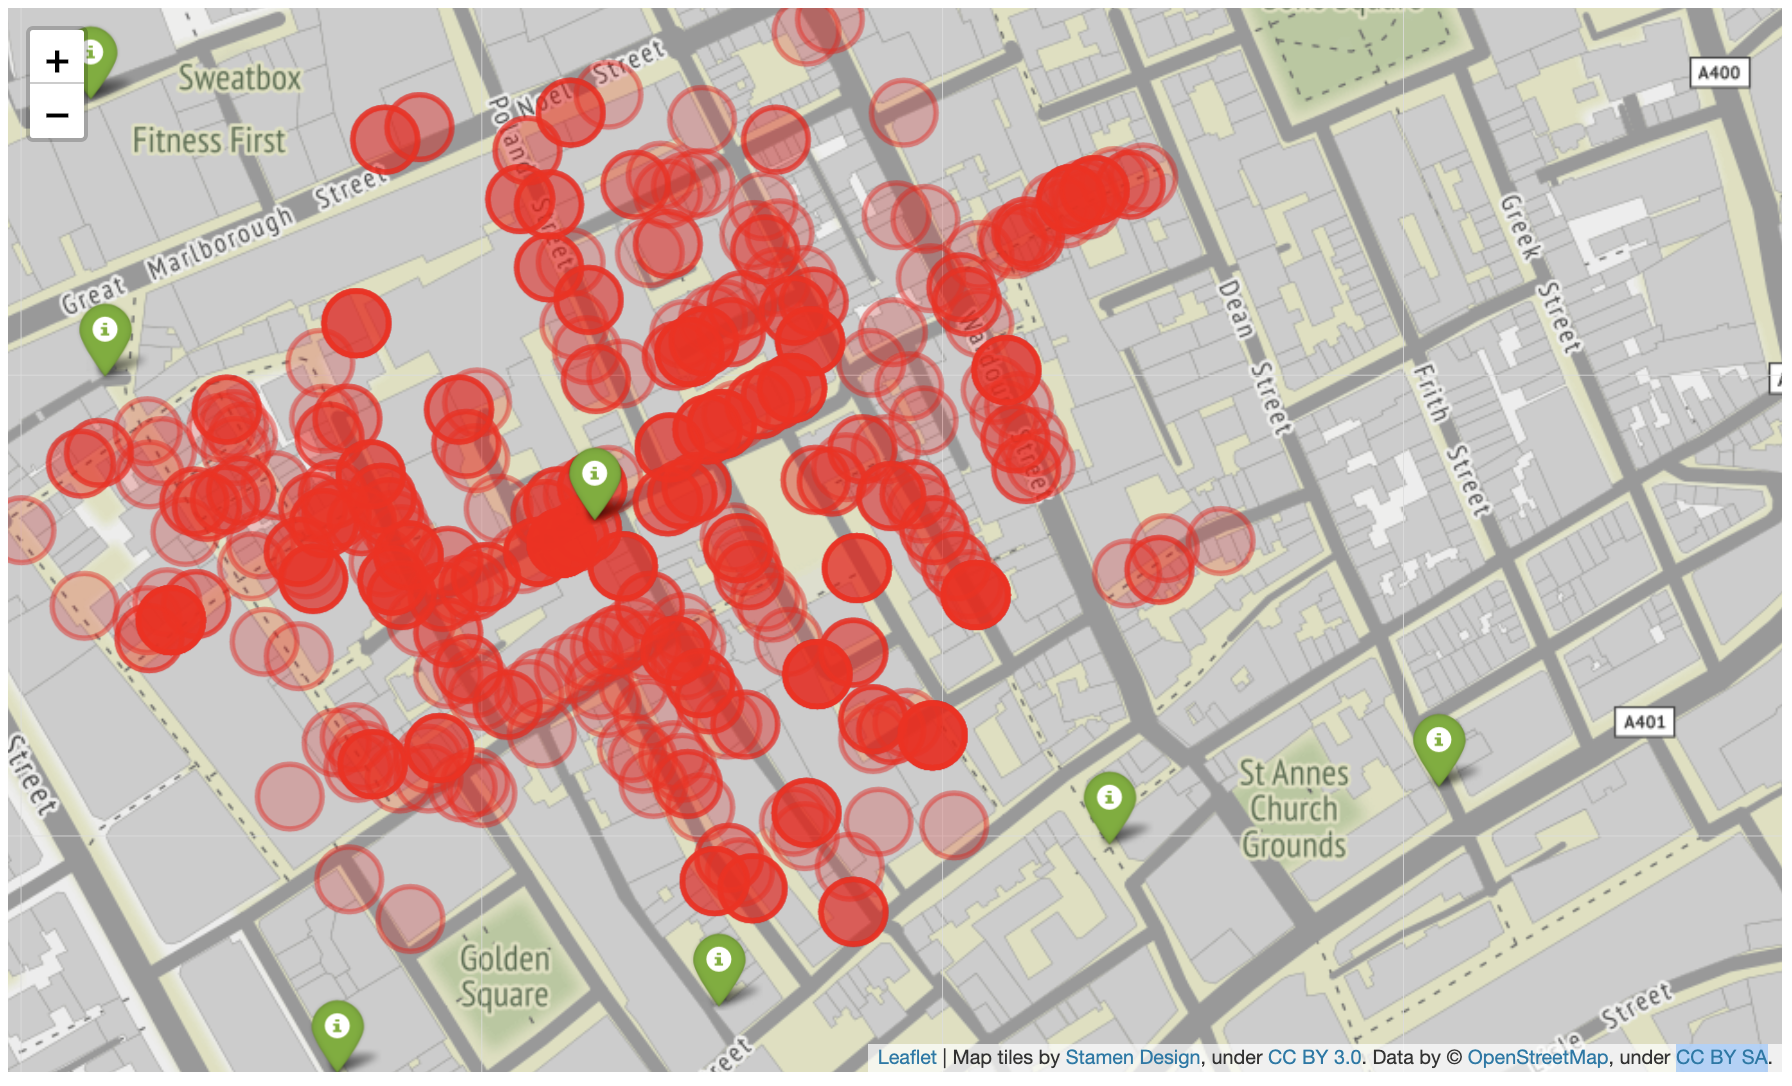 +
−
Sweatbox
Fitness First
Noel Street
Poland Street
Great Marlborough Street
A400
Greek Street
Dean Street
Frith Street
Wardour Street
Street
A401
St Annes
Church
Grounds
Golden
Square
Street
Leaflet | Map tiles by Stamen Design, under CC BY 3.0. Data by © OpenStreetMap, under CC BY SA.